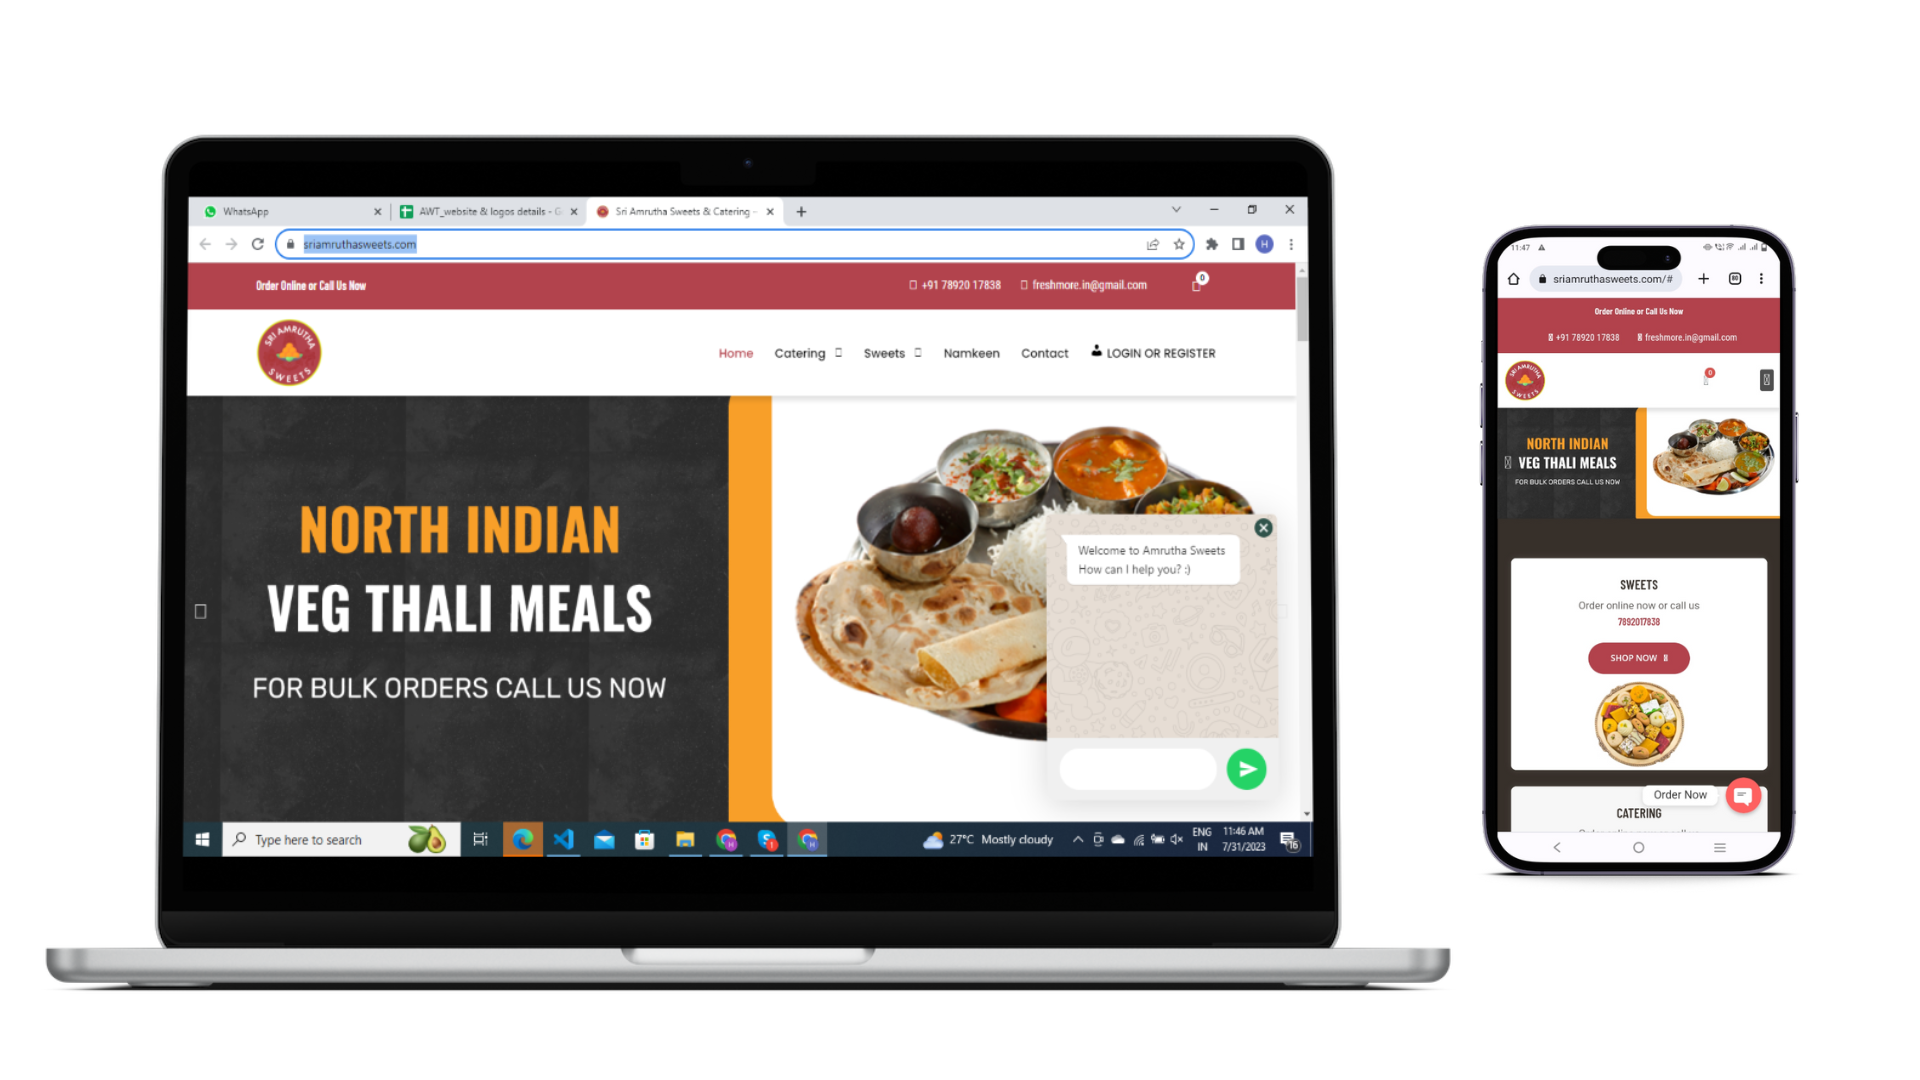 WhatsApp
AWT_website & logos details - G
Sri Amrutha Sweets & Catering -
sriamruthasweets.com
H
Order Online or Call Us Now
+91 78920 17838
freshmore.in@gmail.com
0
SRI AMRUTHA SWEETS
Home
Catering
Sweets
Namkeen
Contact
LOGIN OR REGISTER
NORTH INDIAN
VEG THALI MEALS
FOR BULK ORDERS CALL US NOW
Welcome to Amrutha Sweets
How can I help you? :)
Type here to search
27°C Mostly cloudy
ENG
IN
11:46 AM
7/31/2023
16
11:47
sriamruthasweets.com/#
Order Online or Call Us Now
+91 78920 17838
freshmore.in@gmail.com
SRI AMRUTHA SWEETS
0
NORTH INDIAN
VEG THALI MEALS
FOR BULK ORDERS CALL US NOW
SWEETS
Order online now or call us
7892017838
SHOP NOW
Order Now
CATERING